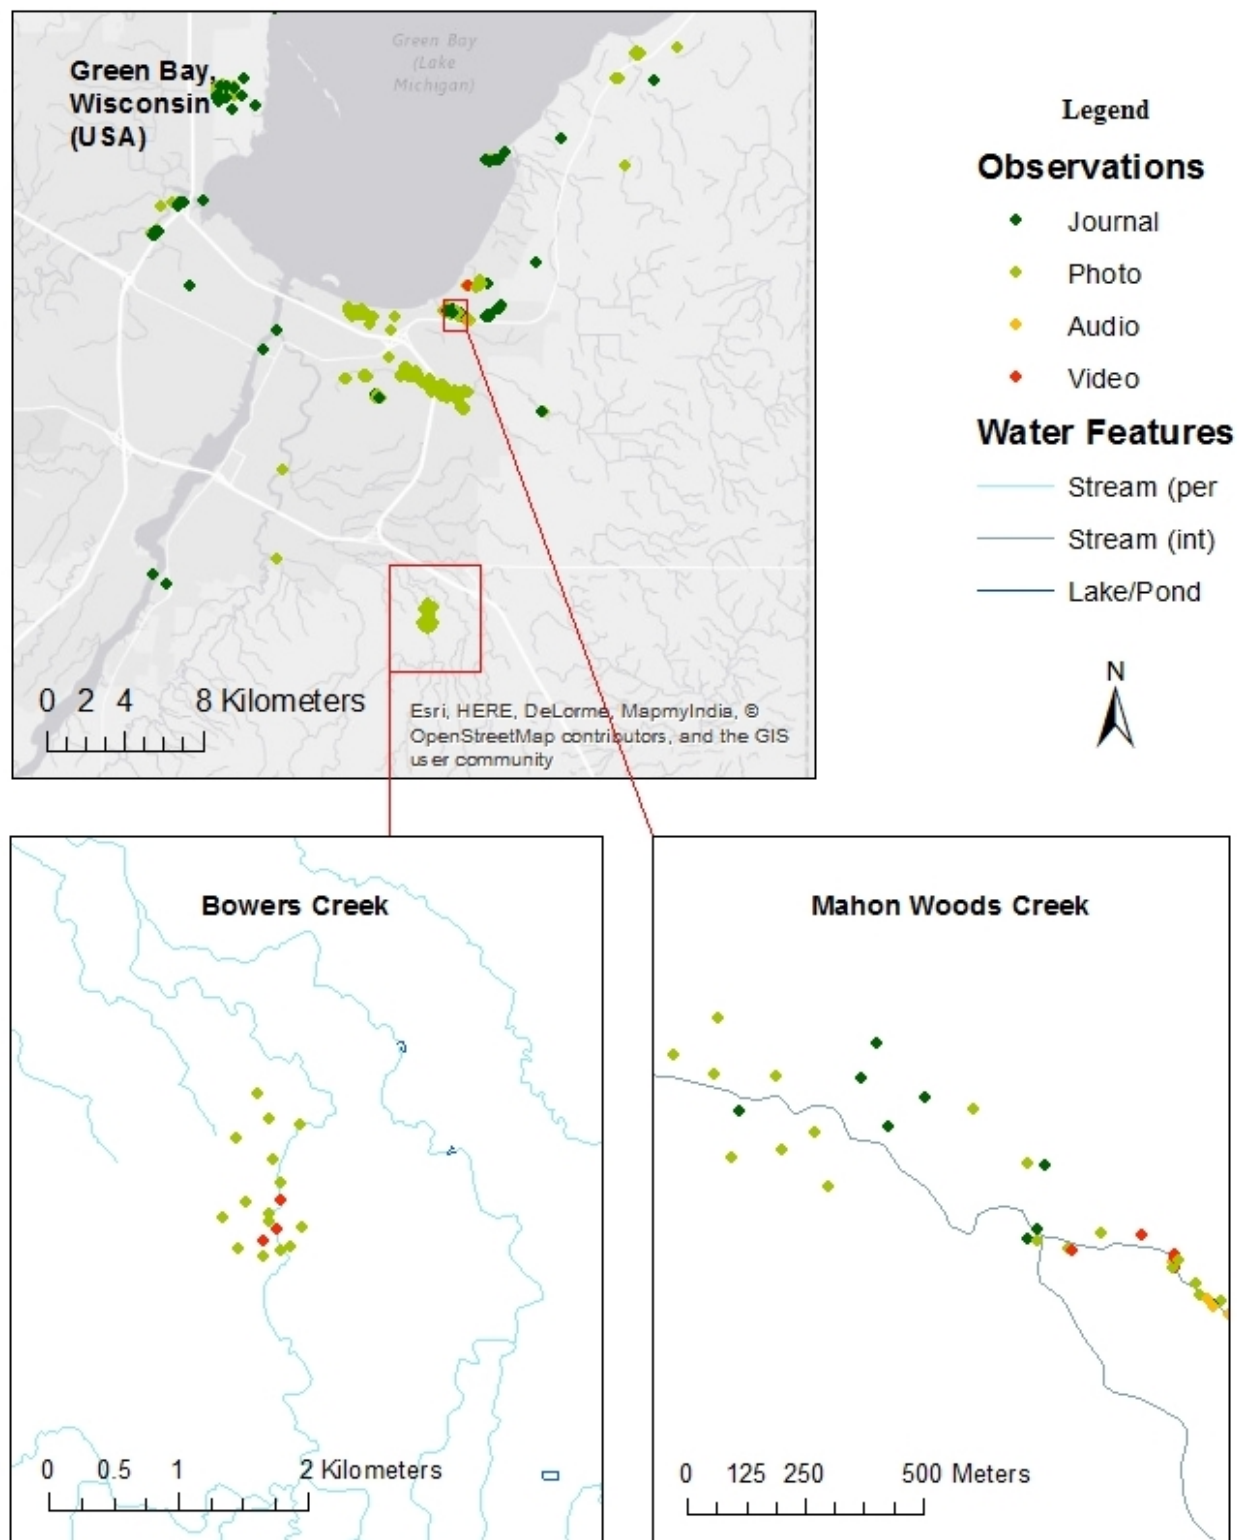 Green Bay
(Lake
Michigan)
Green Bay,
Wisconsin
(USA)
0 2 4 8 Kilometers
Esri, HERE, DeLorme, MapmyIndia, ©
OpenStreetMap contributors, and the GIS
user community
Legend
Observations
Journal
Photo
Audio
Video
Water Features
Stream (per
Stream (int)
Lake/Pond
N
Bowers Creek
0 0.5 1 2 Kilometers
Mahon Woods Creek
0 125 250 500 Meters